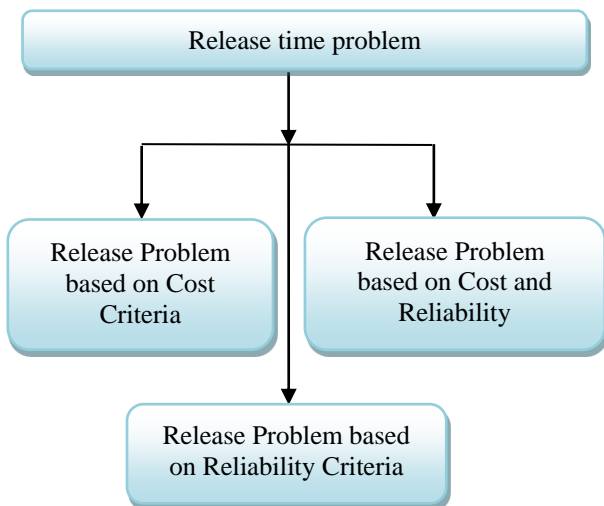 Release time problem
Release Problem
based on Cost
Criteria
Release Problem
based on Cost and
Reliability
Release Problem based
on Reliability Criteria